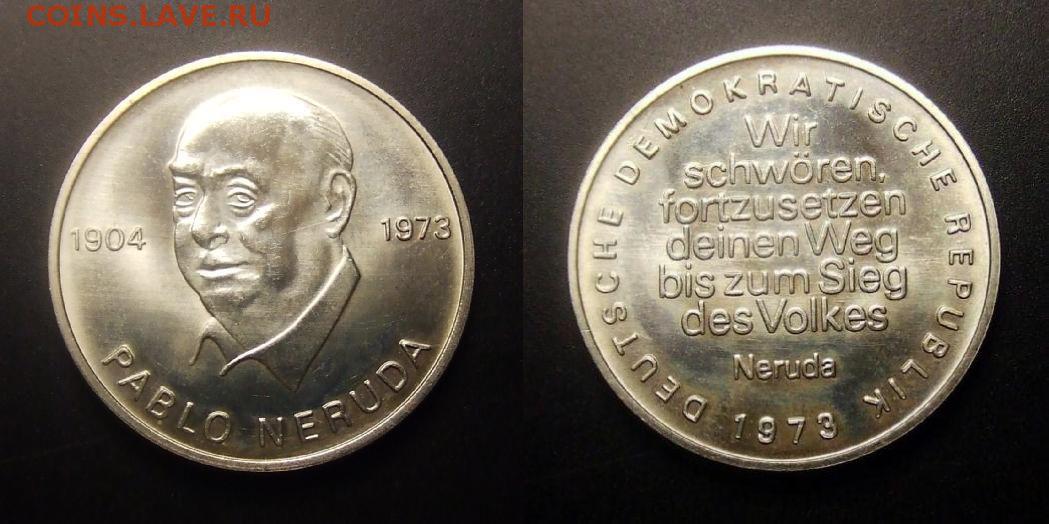 COINS.LAVE.RU
1904
1973
PABLO NERUDA
DEUTSCHE DEMOKRATISCHE REPUBLIK
Wir
schwören,
fortzusetzen
deinen Weg
bis zum Sieg
des Volkes
Neruda
1973